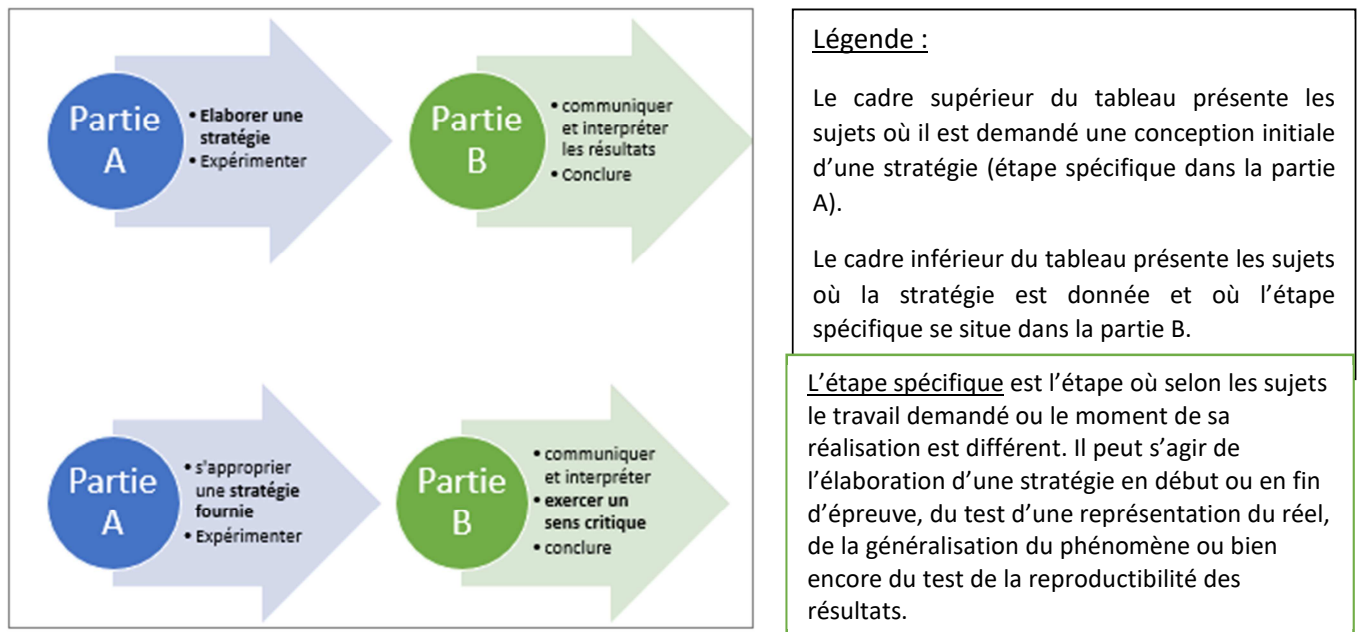 Partie
A
• Elaborer une
stratégie
• Expérimenter
Partie
B
• communiquer
et interpréter
les résultats
• Conclure
Partie
A
• s'approprier
une stratégie
fournie
• Expérimenter
Partie
B
• communiquer
et interpréter
• exercer un
sens critique
• conclure
Légende :
Le cadre supérieur du tableau présente les
sujets où il est demandé une conception initiale
d’une stratégie (étape spécifique dans la partie
A).
Le cadre inférieur du tableau présente les sujets
où la stratégie est donnée et où l’étape
spécifique se situe dans la partie B.
L’étape spécifique est l’étape où selon les sujets
le travail demandé ou le moment de sa
réalisation est différent. Il peut s’agir de
l’élaboration d’une stratégie en début ou en fin
d’épreuve, du test d’une représentation du réel,
de la généralisation du phénomène ou bien
encore du test de la reproductibilité des
résultats.